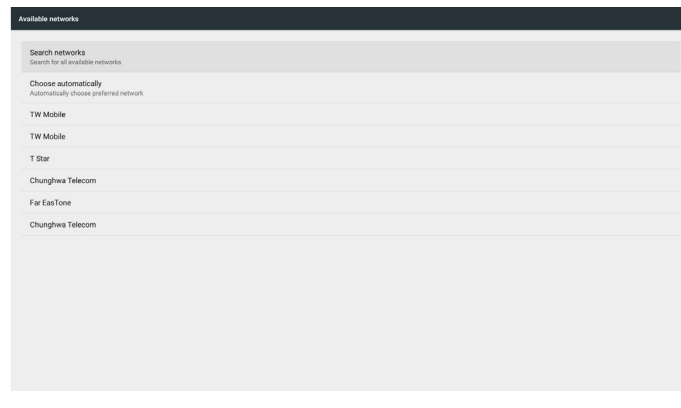 Available networks
Search networks
Search for all available networks
Choose automatically
Automatically choose preferred network
TW Mobile
TW Mobile
T Star
Chunghwa Telecom
Far EasTone
Chunghwa Telecom